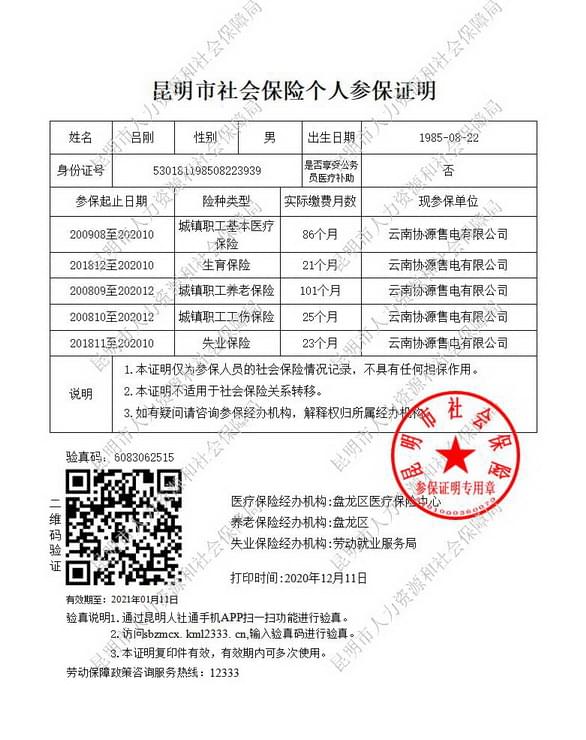 昆明市社会保险个人参保证明
姓名 吕刚 性别 男 出生日期 1985-08-22
身份证号 530181198508223939 是否享受公务员医疗补助 否
参保起止日期 险种类型 实际缴费月数 现参保单位
200908至202010 城镇职工基本医疗保险 86个月 云南协源售电有限公司
201812至202010 生育保险 21个月 云南协源售电有限公司
200809至202012 城镇职工养老保险 101个月 云南协源售电有限公司
200810至202012 城镇职工工伤保险 25个月 云南协源售电有限公司
201811至202010 失业保险 23个月 云南协源售电有限公司
说明
1.本证明仅为参保人员的社会保险情况记录，不具有任何担保作用。
2.本证明不适用于社会保险关系转移。
3.如有疑问请咨询参保经办机构，解释权归所属经办机构。
昆明市社会保险
参保证明专用章
验真码：6083062515
二维码验证
医疗保险经办机构:盘龙区医疗保险中心
养老保险经办机构:盘龙区
失业保险经办机构:劳动就业服务局
打印时间:2020年12月11日
有效期至：2021年01月11日
验真说明1.通过昆明人社通手机APP扫一扫功能进行验真。
2.访问sbzmcx.kml2333.cn,输入验真码进行验真。
3.本证明复印件有效，有效期内可多次使用。
劳动保障政策咨询服务热线：12333
昆明市人力资源和社会保障局